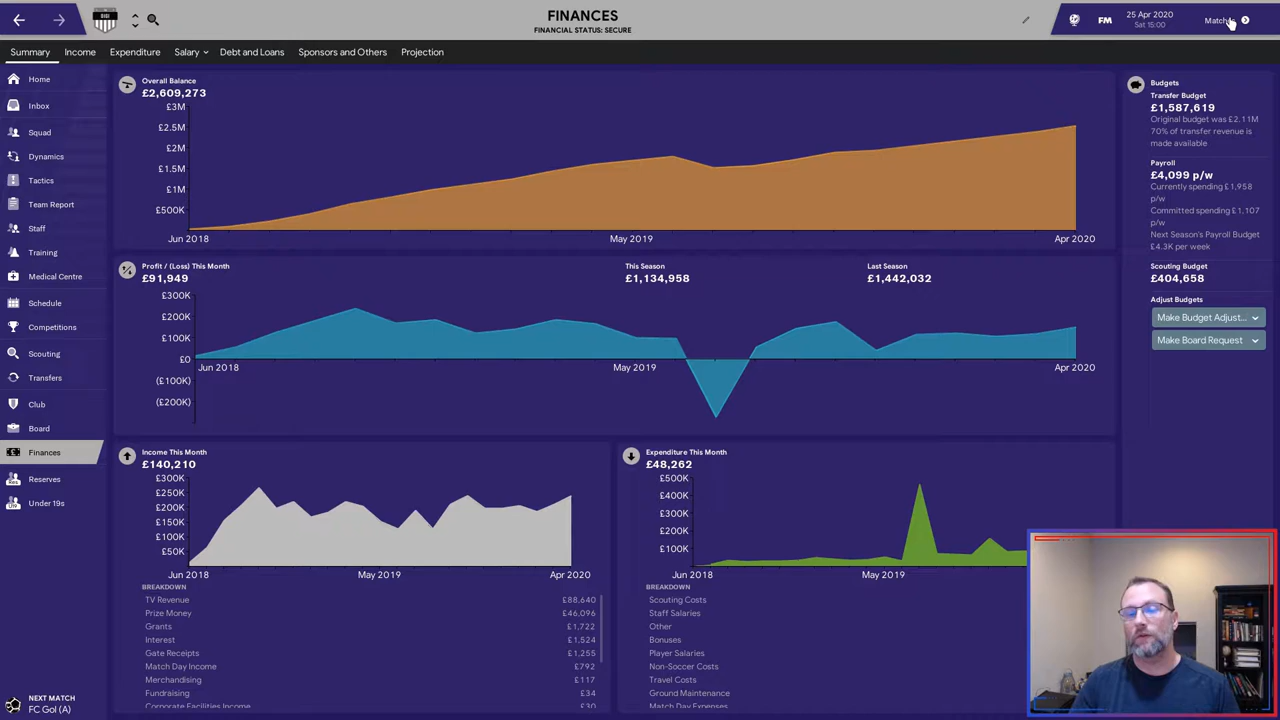 FINANCES
FINANCIAL STATUS: SECURE
FM
25 Apr 2020
Sat 15:00
Match
Summary
Income
Expenditure
Salary
Debt and Loans
Sponsors and Others
Projection
Home
Inbox
Squad
Dynamics
Tactics
Team Report
Staff
Training
Medical Centre
Schedule
Competitions
Scouting
Transfers
Club
Board
Finances
Reserves
Under 19s
NEXT MATCH
FC Gol (A)
Overall Balance
£2,609,273
£3M
£2.5M
£2M
£1.5M
£1M
£500K
Jun 2018
May 2019
Apr 2020
Profit / (Loss) This Month
£91,949
This Season
£1,134,958
Last Season
£1,442,032
£300K
£200K
£100K
£0
(£100K)
(£200K)
Jun 2018
May 2019
Apr 2020
Income This Month
£140,210
£300K
£250K
£200K
£150K
£100K
£50K
Jun 2018
May 2019
Apr 2020
BREAKDOWN
TV Revenue £88,640
Prize Money £46,096
Grants £1,722
Interest £1,524
Gate Receipts £1,255
Match Day Income £792
Merchandising £117
Fundraising £34
Corporate Facilities Income £30
Expenditure This Month
£48,262
£500K
£400K
£300K
£200K
£100K
Jun 2018
May 2019
BREAKDOWN
Scouting Costs
Staff Salaries
Other
Bonuses
Player Salaries
Non-Soccer Costs
Travel Costs
Ground Maintenance
Match Day Expenses
Budgets
Transfer Budget
£1,587,619
Original budget was £2.11M
70% of transfer revenue is
made available
Payroll
£4,099 p/w
Currently spending £1,958
p/w
Committed spending £1,107
p/w
Next Season's Payroll Budget
£4.3K per week
Scouting Budget
£404,658
Adjust Budgets
Make Budget Adjust...
Make Board Request